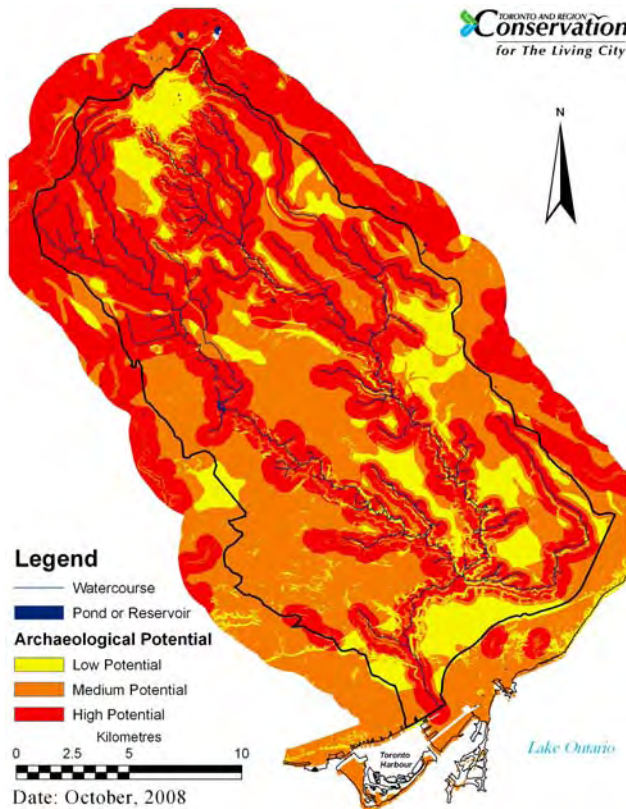 TORONTO AND REGION
Conservation
for The Living City
N
Legend
Watercourse
Pond or Reservoir
Archaeological Potential
Low Potential
Medium Potential
High Potential
Kilometres
0 2.5 5 10
Date: October, 2008
Toronto
Harbour
Lake Ontario